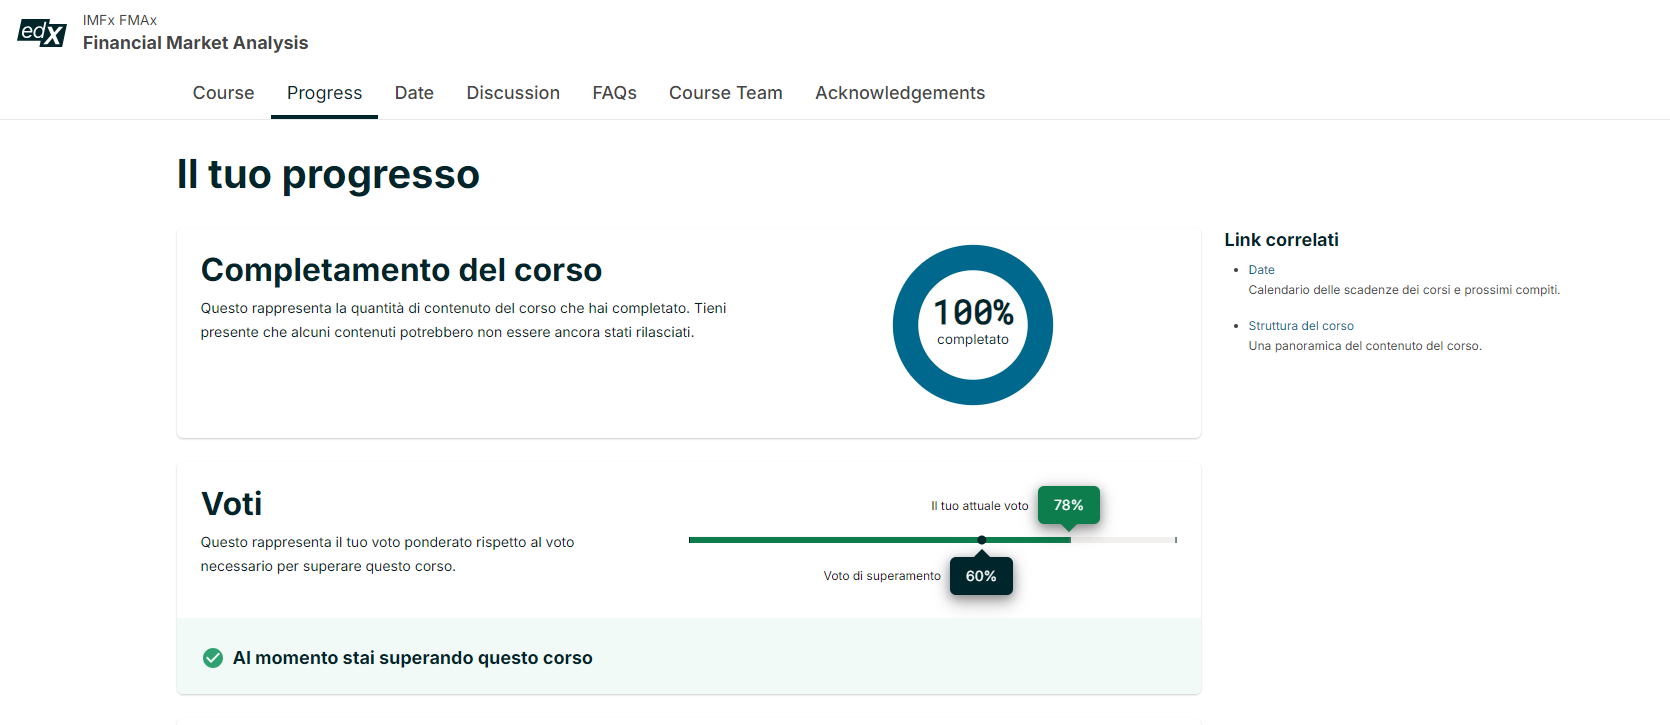 edX
IMFx FMAx
Financial Market Analysis
Course
Progress
Date
Discussion
FAQs
Course Team
Acknowledgements
Il tuo progresso
Completamento del corso
Questo rappresenta la quantità di contenuto del corso che hai completato. Tieni
presente che alcuni contenuti potrebbero non essere ancora stati rilasciati.
100%
completato
Link correlati
Date
Calendario delle scadenze dei corsi e prossimi compiti.
Struttura del corso
Una panoramica del contenuto del corso.
Voti
Questo rappresenta il tuo voto ponderato rispetto al voto
necessario per superare questo corso.
Il tuo attuale voto
78%
Voto di superamento
60%
Al momento stai superando questo corso